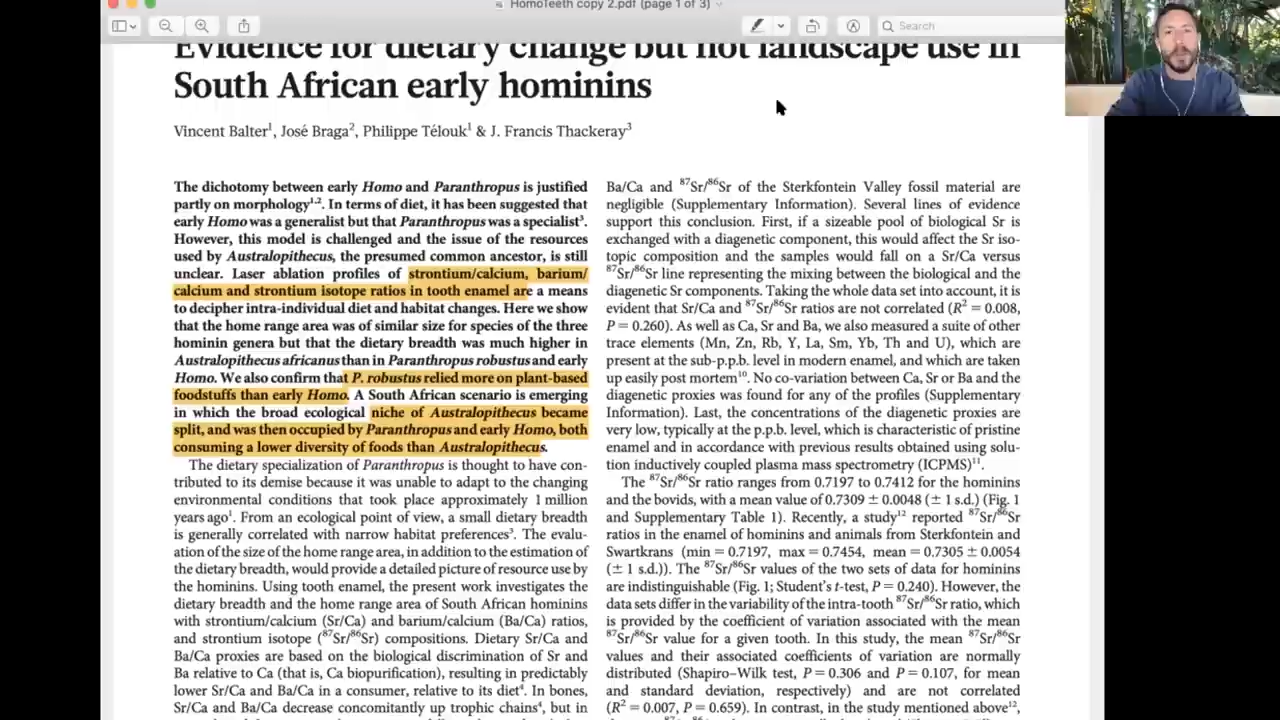 HomoTeeth copy 2.pdf (page 1 of 3)
Search
Evidence for dietary change but not landscape use in
South African early hominins
Vincent Balter¹, José Braga², Philippe Télouk¹ & J. Francis Thackeray³
The dichotomy between early Homo and Paranthropus is justified
partly on morphology¹,². In terms of diet, it has been suggested that
early Homo was a generalist but that Paranthropus was a specialist³.
However, this model is challenged and the issue of the resources
used by Australopithecus, the presumed common ancestor, is still
unclear. Laser ablation profiles of strontium/calcium, barium/
calcium and strontium isotope ratios in tooth enamel are a means
to decipher intra-individual diet and habitat changes. Here we show
that the home range area was of similar size for species of the three
hominin genera but that the dietary breadth was much higher in
Australopithecus africanus than in Paranthropus robustus and early
Homo. We also confirm that P. robustus relied more on plant-based
foodstuffs than early Homo. A South African scenario is emerging
in which the broad ecological niche of Australopithecus became
split, and was then occupied by Paranthropus and early Homo, both
consuming a lower diversity of foods than Australopithecus.
The dietary specialization of Paranthropus is thought to have con-
tributed to its demise because it was unable to adapt to the changing
environmental conditions that took place approximately 1 million
years ago¹. From an ecological point of view, a small dietary breadth
is generally correlated with narrow habitat preferences³. The evalu-
ation of the size of the home range area, in addition to the estimation of
the dietary breadth, would provide a detailed picture of resource use by
the hominins. Using tooth enamel, the present work investigates the
dietary breadth and the home range area of South African hominins
with strontium/calcium (Sr/Ca) and barium/calcium (Ba/Ca) ratios,
and strontium isotope (⁸⁷Sr/⁸⁶Sr) compositions. Dietary Sr/Ca and
Ba/Ca proxies are based on the biological discrimination of Sr and
Ba relative to Ca (that is, Ca biopurification), resulting in predictably
lower Sr/Ca and Ba/Ca in a consumer, relative to its diet⁴. In bones,
Sr/Ca and Ba/Ca decrease concomitantly up trophic chains⁴, but in
Ba/Ca and ⁸⁷Sr/⁸⁶Sr of the Sterkfontein Valley fossil material are
negligible (Supplementary Information). Several lines of evidence
support this conclusion. First, if a sizeable pool of biological Sr is
exchanged with a diagenetic component, this would affect the Sr iso-
topic composition and the samples would fall on a Sr/Ca versus
⁸⁷Sr/⁸⁶Sr line representing the mixing between the biological and the
diagenetic Sr components. Taking the whole data set into account, it is
evident that Sr/Ca and ⁸⁷Sr/⁸⁶Sr ratios are not correlated (R² = 0.008,
P = 0.260). As well as Ca, Sr and Ba, we also measured a suite of other
trace elements (Mn, Zn, Rb, Y, La, Sm, Yb, Th and U), which are
present at the sub-p.p.b. level in modern enamel, and which are taken
up easily post mortem¹⁰. No co-variation between Ca, Sr or Ba and the
diagenetic proxies was found for any of the profiles (Supplementary
Information). Last, the concentrations of the diagenetic proxies are
very low, typically at the p.p.b. level, which is characteristic of pristine
enamel and in accordance with previous results obtained using solu-
tion inductively coupled plasma mass spectrometry (ICPMS)¹¹.
The ⁸⁷Sr/⁸⁶Sr ratio ranges from 0.7197 to 0.7412 for the hominins
and the bovids, with a mean value of 0.7309 ± 0.0048 (± 1 s.d.) (Fig. 1
and Supplementary Table 1). Recently, a study¹² reported ⁸⁷Sr/⁸⁶Sr
ratios in the enamel of hominins and animals from Sterkfontein and
Swartkrans (min = 0.7197, max = 0.7454, mean = 0.7305 ± 0.0054
(± 1 s.d.)). The ⁸⁷Sr/⁸⁶Sr values of the two sets of data for hominins
are indistinguishable (Fig. 1; Student's t-test, P = 0.240). However, the
data sets differ in the variability of the intra-tooth ⁸⁷Sr/⁸⁶Sr ratio, which
is provided by the coefficient of variation associated with the mean
⁸⁷Sr/⁸⁶Sr value for a given tooth. In this study, the mean ⁸⁷Sr/⁸⁶Sr
values and their associated coefficients of variation are normally
distributed (Shapiro–Wilk test, P = 0.306 and P = 0.107, for mean
and standard deviation, respectively) and are not correlated
(R² = 0.007, P = 0.659). In contrast, in the study mentioned above¹²,